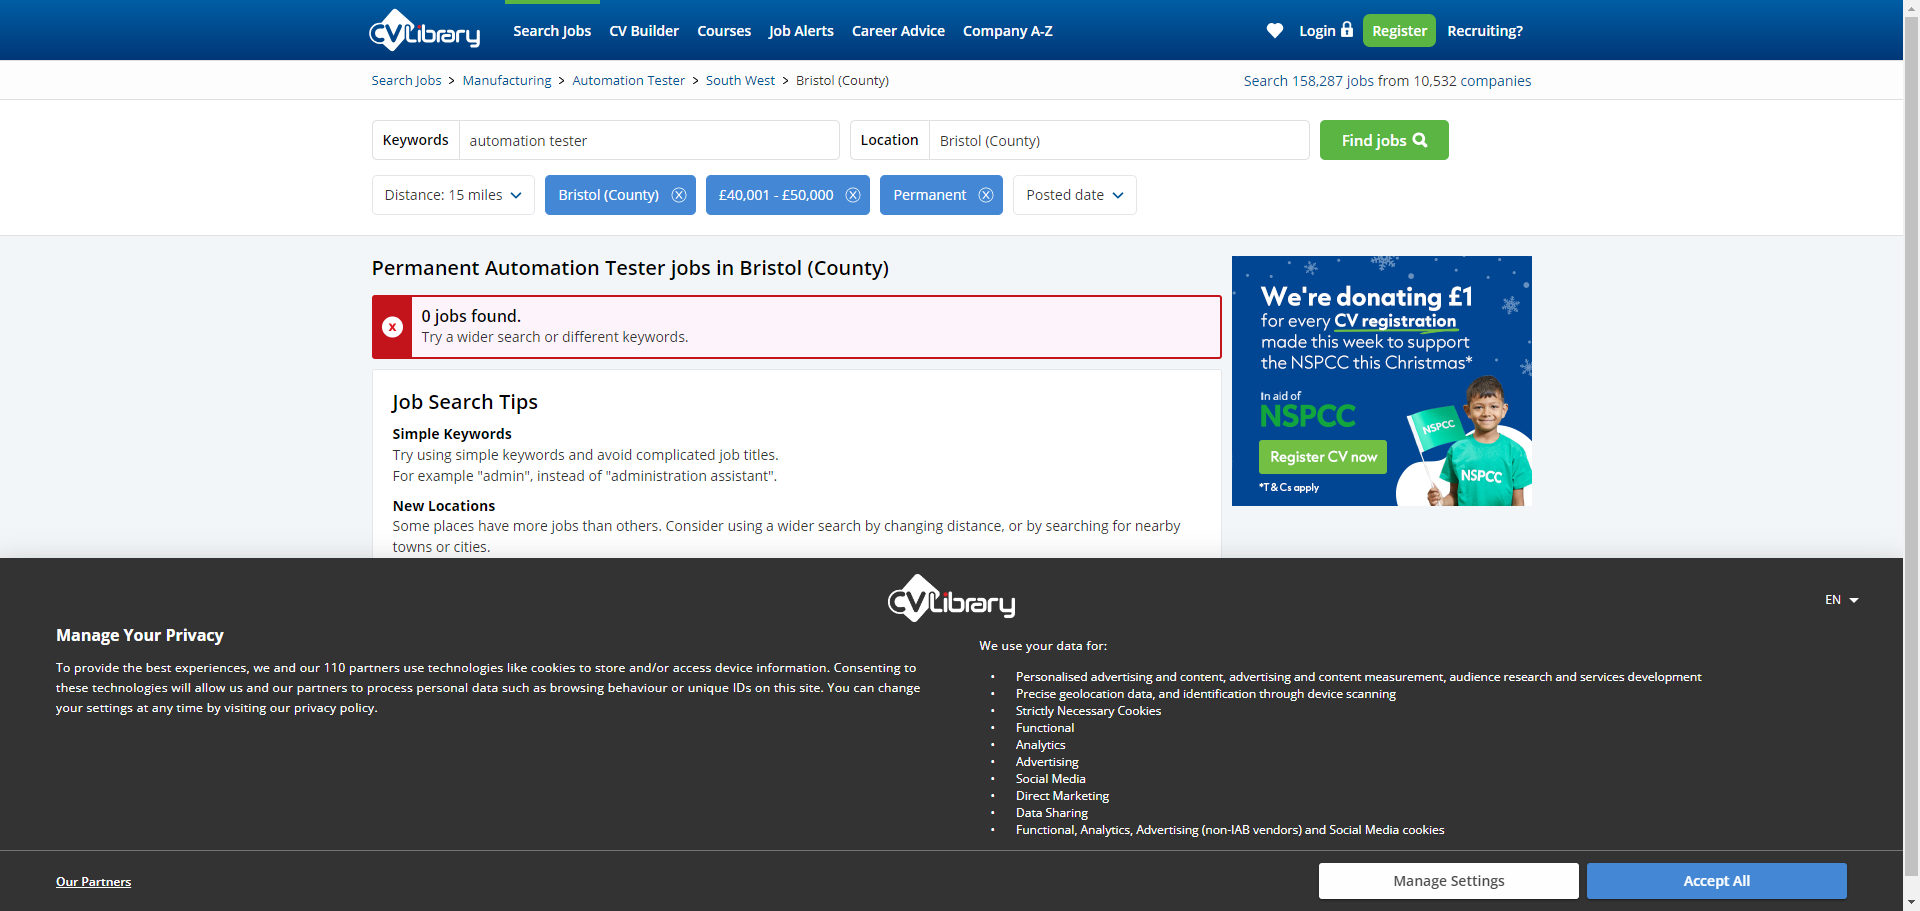 CVLibrary
Search Jobs CV Builder Courses Job Alerts Career Advice Company A-Z
Login Register Recruiting?
Search Jobs > Manufacturing > Automation Tester > South West > Bristol (County)
Search 158,287 jobs from 10,532 companies
Keywords automation tester
Location Bristol (County)
Find jobs
Distance: 15 miles
Bristol (County)
£40,001 - £50,000
Permanent
Posted date
Permanent Automation Tester jobs in Bristol (County)
0 jobs found.
Try a wider search or different keywords.
Job Search Tips
Simple Keywords
Try using simple keywords and avoid complicated job titles.
For example "admin", instead of "administration assistant".
New Locations
Some places have more jobs than others. Consider using a wider search by changing distance, or by searching for nearby
towns or cities.
We're donating £1
for every CV registration
made this week to support
the NSPCC this Christmas*
In aid of
NSPCC
Register CV now
*T & Cs apply
NSPCC
NSPCC
CVLibrary
EN
Manage Your Privacy
To provide the best experiences, we and our 110 partners use technologies like cookies to store and/or access device information. Consenting to
these technologies will allow us and our partners to process personal data such as browsing behaviour or unique IDs on this site. You can change
your settings at any time by visiting our privacy policy.
We use your data for:
• Personalised advertising and content, advertising and content measurement, audience research and services development
• Precise geolocation data, and identification through device scanning
• Strictly Necessary Cookies
• Functional
• Analytics
• Advertising
• Social Media
• Direct Marketing
• Data Sharing
• Functional, Analytics, Advertising (non-IAB vendors) and Social Media cookies
Our Partners
Manage Settings
Accept All